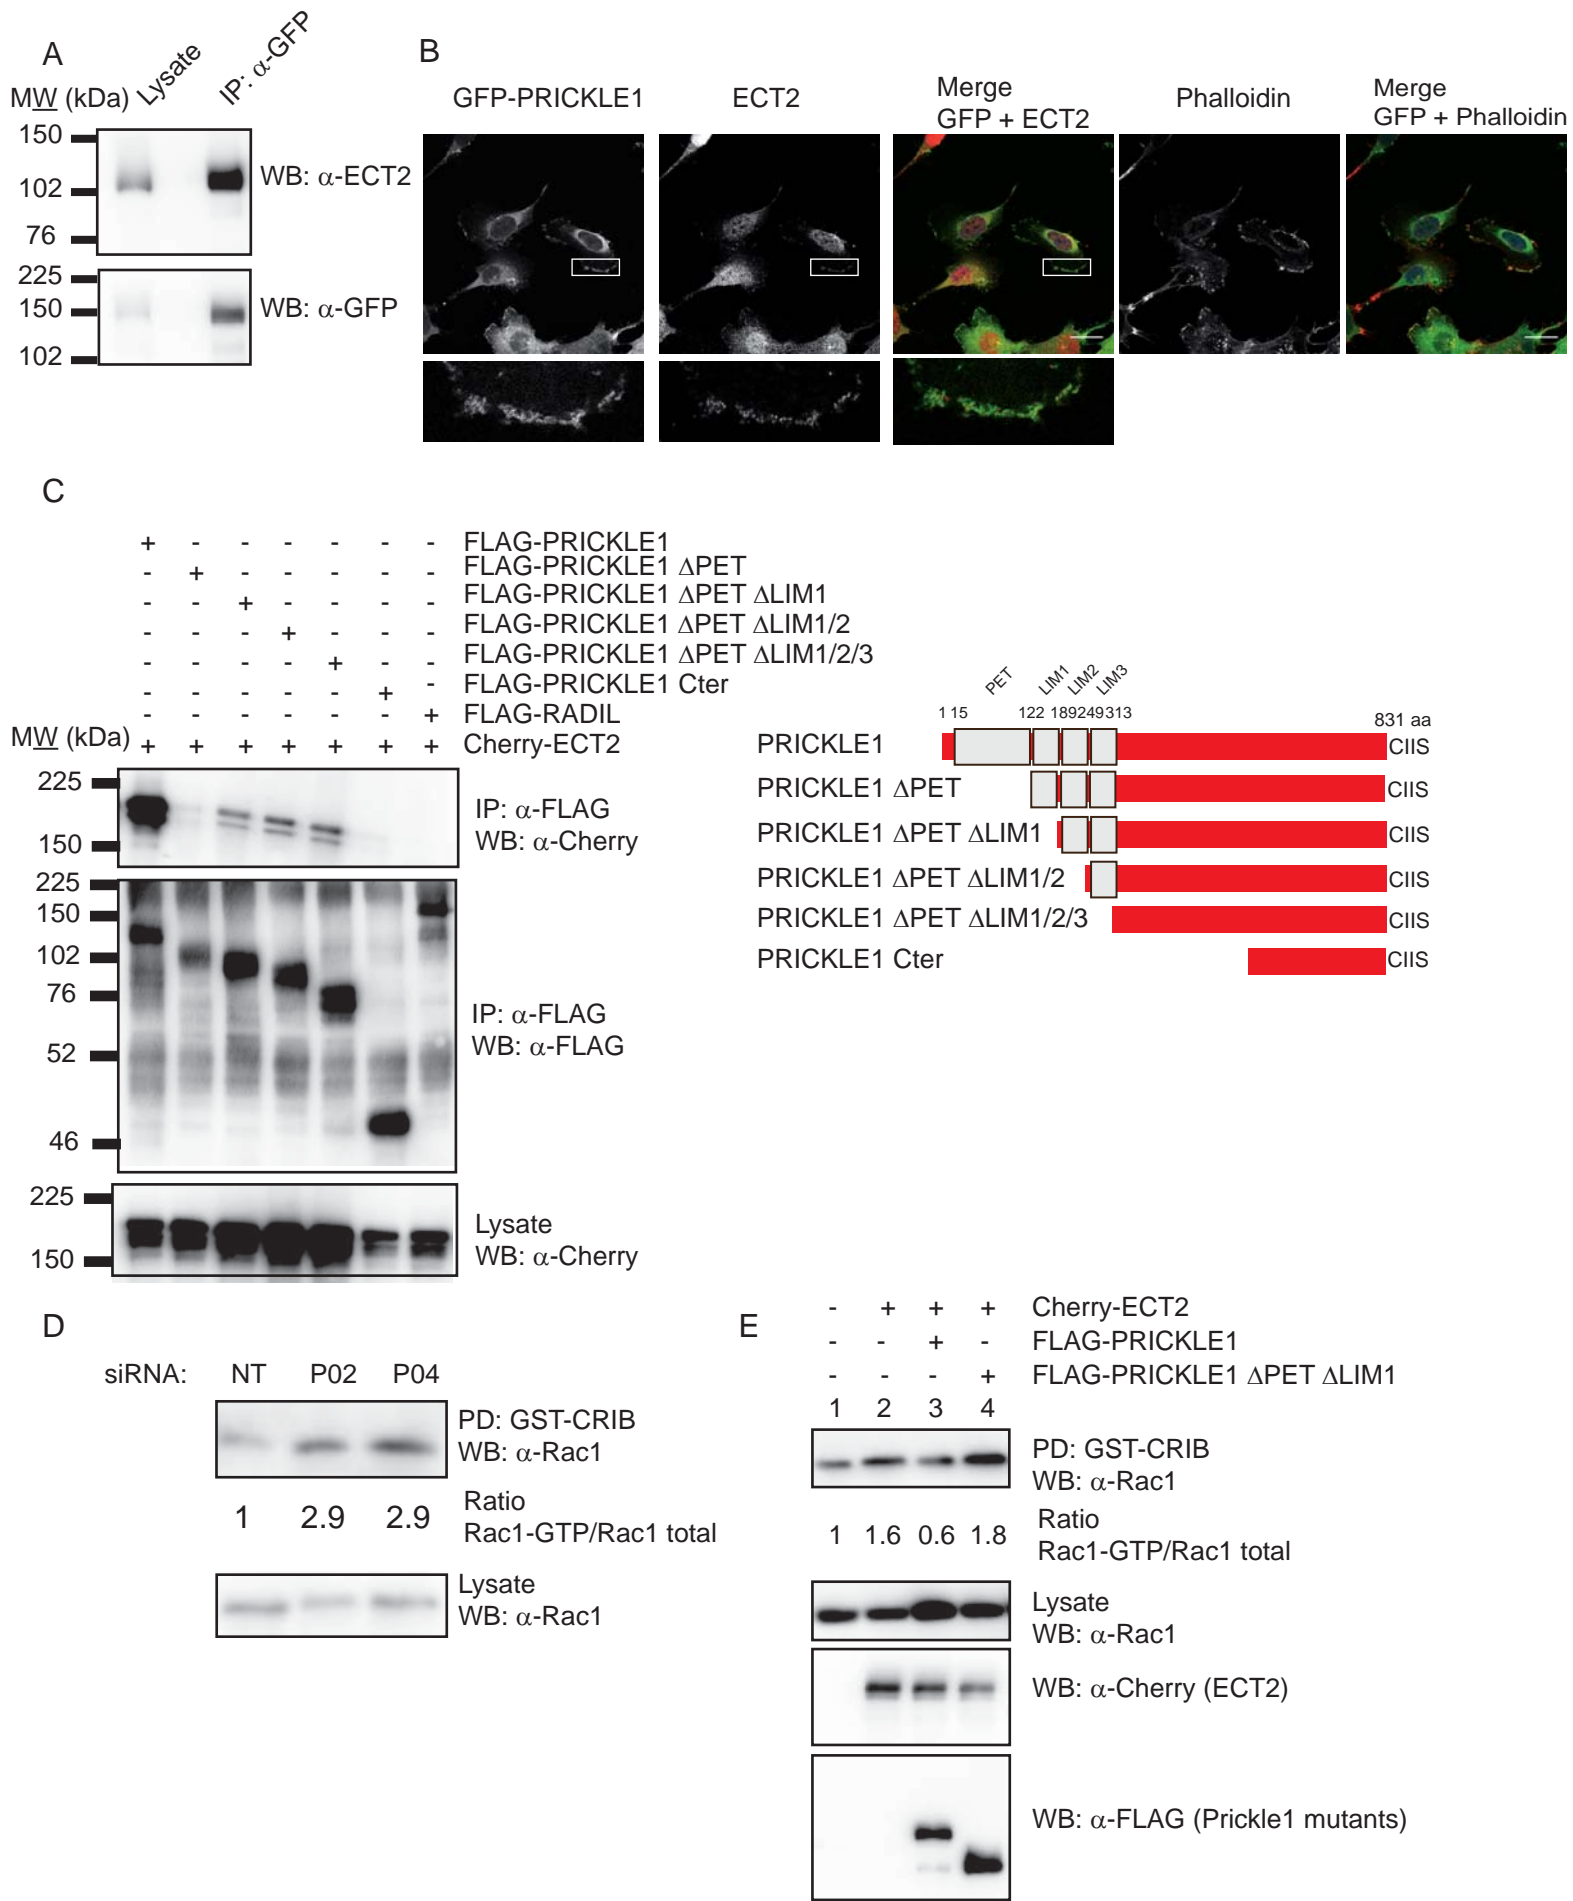 A
MW (kDa)
Lysate
IP: α-GFP
150
102
76
WB: α-ECT2
225
150
102
WB: α-GFP
B
GFP-PRICKLE1
ECT2
Merge
GFP + ECT2
Phalloidin
Merge
GFP + Phalloidin
C
+ - - - - - - FLAG-PRICKLE1
- + - - - - - FLAG-PRICKLE1 ΔPET
- - + - - - - FLAG-PRICKLE1 ΔPET ΔLIM1
- - - + - - - FLAG-PRICKLE1 ΔPET ΔLIM1/2
- - - - + - - FLAG-PRICKLE1 ΔPET ΔLIM1/2/3
- - - - - + - FLAG-PRICKLE1 Cter
- - - - - - + FLAG-RADIL
MW (kDa)
+ + + + + + + Cherry-ECT2
225
150
IP: α-FLAG
WB: α-Cherry
225
150
102
76
52
46
IP: α-FLAG
WB: α-FLAG
225
150
Lysate
WB: α-Cherry
PET LIM1 LIM2 LIM3
1 15 122 189 249 313 831 aa
PRICKLE1 CIIS
PRICKLE1 ΔPET CIIS
PRICKLE1 ΔPET ΔLIM1 CIIS
PRICKLE1 ΔPET ΔLIM1/2 CIIS
PRICKLE1 ΔPET ΔLIM1/2/3 CIIS
PRICKLE1 Cter CIIS
D
siRNA: NT P02 P04
PD: GST-CRIB
WB: α-Rac1
1 2.9 2.9
Ratio
Rac1-GTP/Rac1 total
Lysate
WB: α-Rac1
E
- + + + Cherry-ECT2
- - + - FLAG-PRICKLE1
- - - + FLAG-PRICKLE1 ΔPET ΔLIM1
1 2 3 4
PD: GST-CRIB
WB: α-Rac1
1 1.6 0.6 1.8
Ratio
Rac1-GTP/Rac1 total
Lysate
WB: α-Rac1
WB: α-Cherry (ECT2)
WB: α-FLAG (Prickle1 mutants)